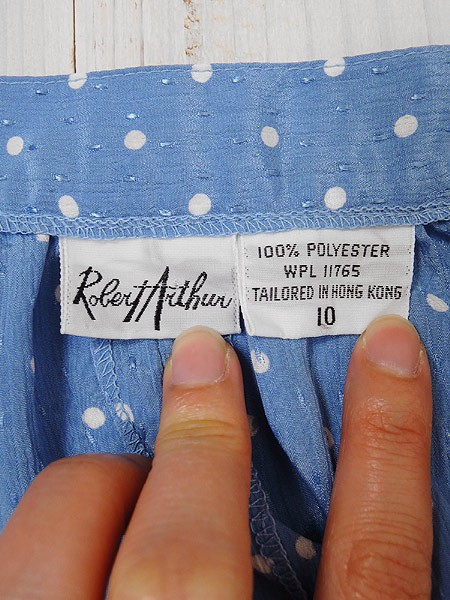 Robert Arthur
100% POLYESTER
WPL 11765
TAILORED IN HONG KONG
10